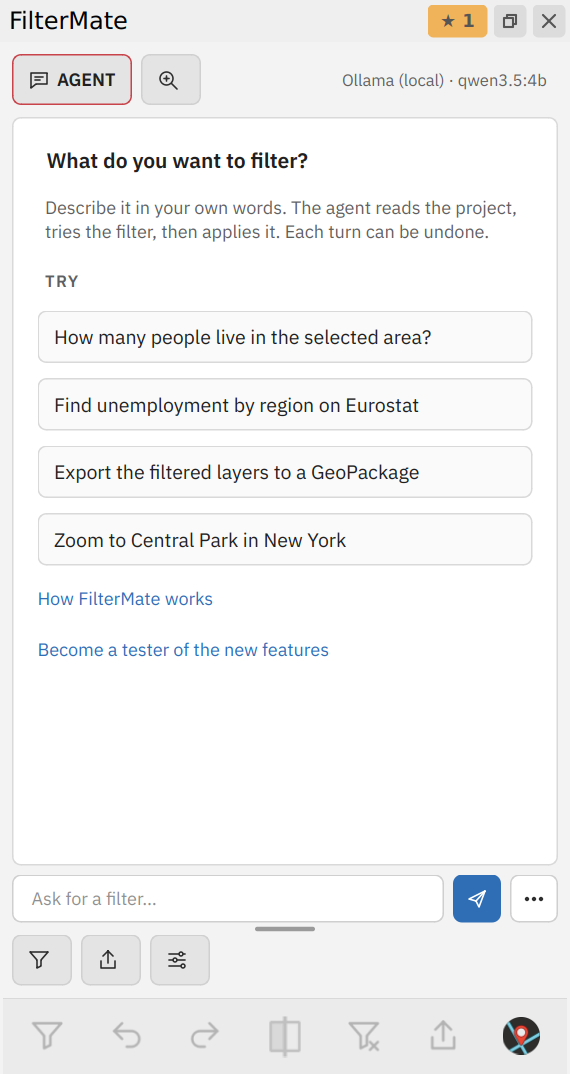 FilterMate
★ 1
AGENT
Ollama (local) · qwen3.5:4b
What do you want to filter?
Describe it in your own words. The agent reads the project,
tries the filter, then applies it. Each turn can be undone.
TRY
How many people live in the selected area?
Find unemployment by region on Eurostat
Export the filtered layers to a GeoPackage
Zoom to Central Park in New York
How FilterMate works
Become a tester of the new features
Ask for a filter...